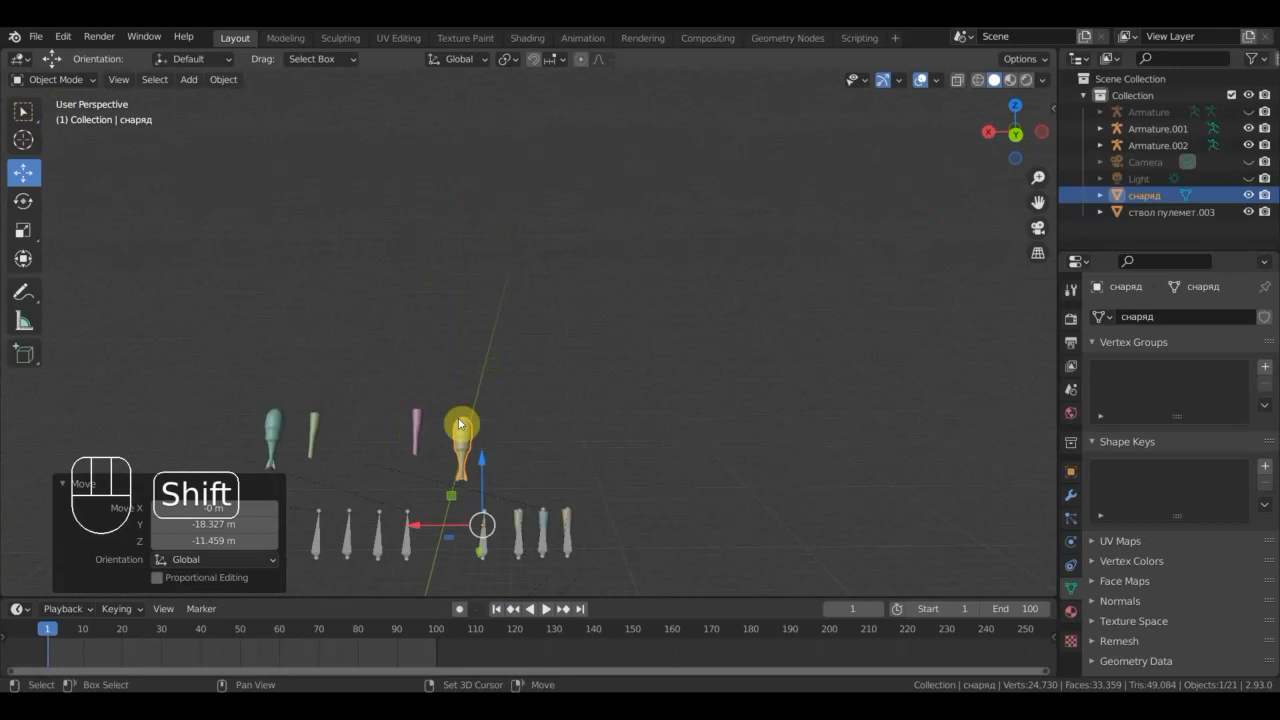 File Edit Render Window Help Layout Modeling Sculpting UV Editing Texture Paint Shading Animation Rendering Compositing Geometry Nodes Scripting + Scene View Layer
Orientation: Default Drag: Select Box Global Options
Object Mode View Select Add Object
User Perspective
(1) Collection | снаряд
Z
X
Y
Scene Collection
Collection
Armature
Armature.001
Armature.002
Camera
Light
снаряд
ствол пулемет.003
снаряд снаряд
снаряд
Vertex Groups
Shape Keys
UV Maps
Vertex Colors
Face Maps
Normals
Texture Space
Remesh
Geometry Data
Move
Shift
Move X -0 m
Y -18.327 m
Z -11.459 m
Orientation Global
Proportional Editing
Playback Keying View Marker 1 Start 1 End 100
1 10 20 30 40 50 60 70 80 90 100 110 120 130 140 150 160 170 180 190 200 210 220 230 240 250
Select Box Select Pan View Set 3D Cursor Move Collection | снаряд | Verts:24,730 | Faces:33,359 | Tris:49,084 | Objects:1/21 | 2.93.0